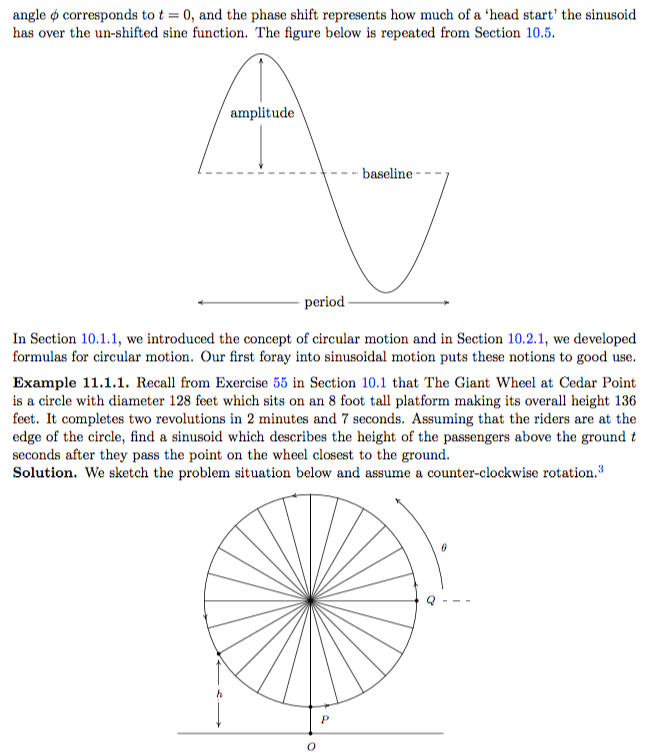 angle ϕ corresponds to t = 0, and the phase shift represents how much of a ‘head start’ the sinusoid
has over the un-shifted sine function. The figure below is repeated from Section 10.5.
amplitude
baseline
period
In Section 10.1.1, we introduced the concept of circular motion and in Section 10.2.1, we developed
formulas for circular motion. Our first foray into sinusoidal motion puts these notions to good use.
Example 11.1.1. Recall from Exercise 55 in Section 10.1 that The Giant Wheel at Cedar Point
is a circle with diameter 128 feet which sits on an 8 foot tall platform making its overall height 136
feet. It completes two revolutions in 2 minutes and 7 seconds. Assuming that the riders are at the
edge of the circle, find a sinusoid which describes the height of the passengers above the ground t
seconds after they pass the point on the wheel closest to the ground.
Solution. We sketch the problem situation below and assume a counter-clockwise rotation.³
θ
Q
h
P
O